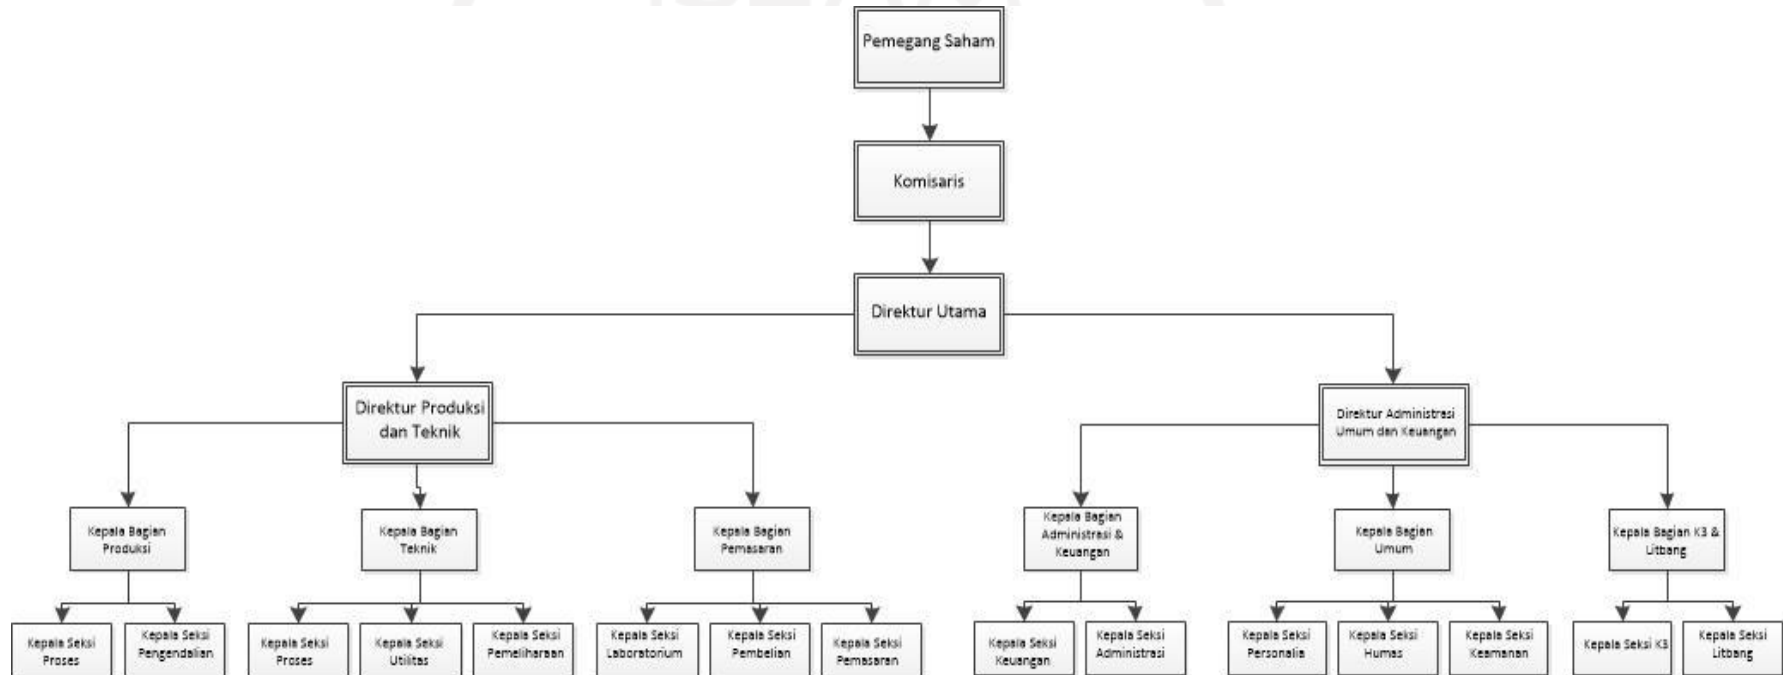 Pemegang Saham
Komisaris
Direktur Utama
Direktur Produksi
dan Teknik
Direktur Administrasi
Umum dan Keuangan
Kepala Bagian
Produksi
Kepala Bagian
Teknik
Kepala Bagian
Pemasaran
Kepala Bagian
Administrasi &
Keuangan
Kepala Bagian
Umum
Kepala Bagian K3 &
Litbang
Kepala Seksi
Proses
Kepala Seksi
Pengendalian
Kepala Seksi
Proses
Kepala Seksi
Utilitas
Kepala Seksi
Pemeliharaan
Kepala Seksi
Laboratorium
Kepala Seksi
Pembelian
Kepala Seksi
Pemasaran
Kepala Seksi
Keuangan
Kepala Seksi
Administrasi
Kepala Seksi
Personalia
Kepala Seksi
Humas
Kepala Seksi
Keamanan
Kepala Seksi K3
Kepala Seksi
Litbang